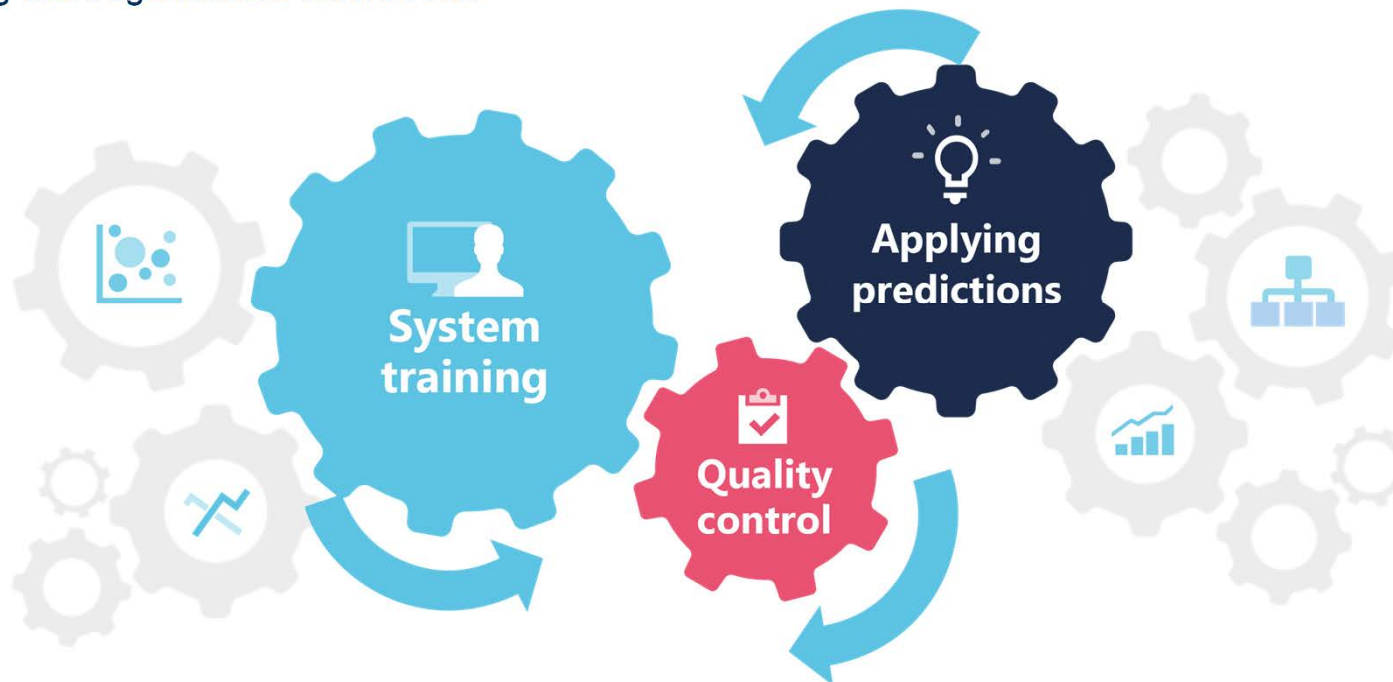 System
training
Quality
control
Applying
predictions